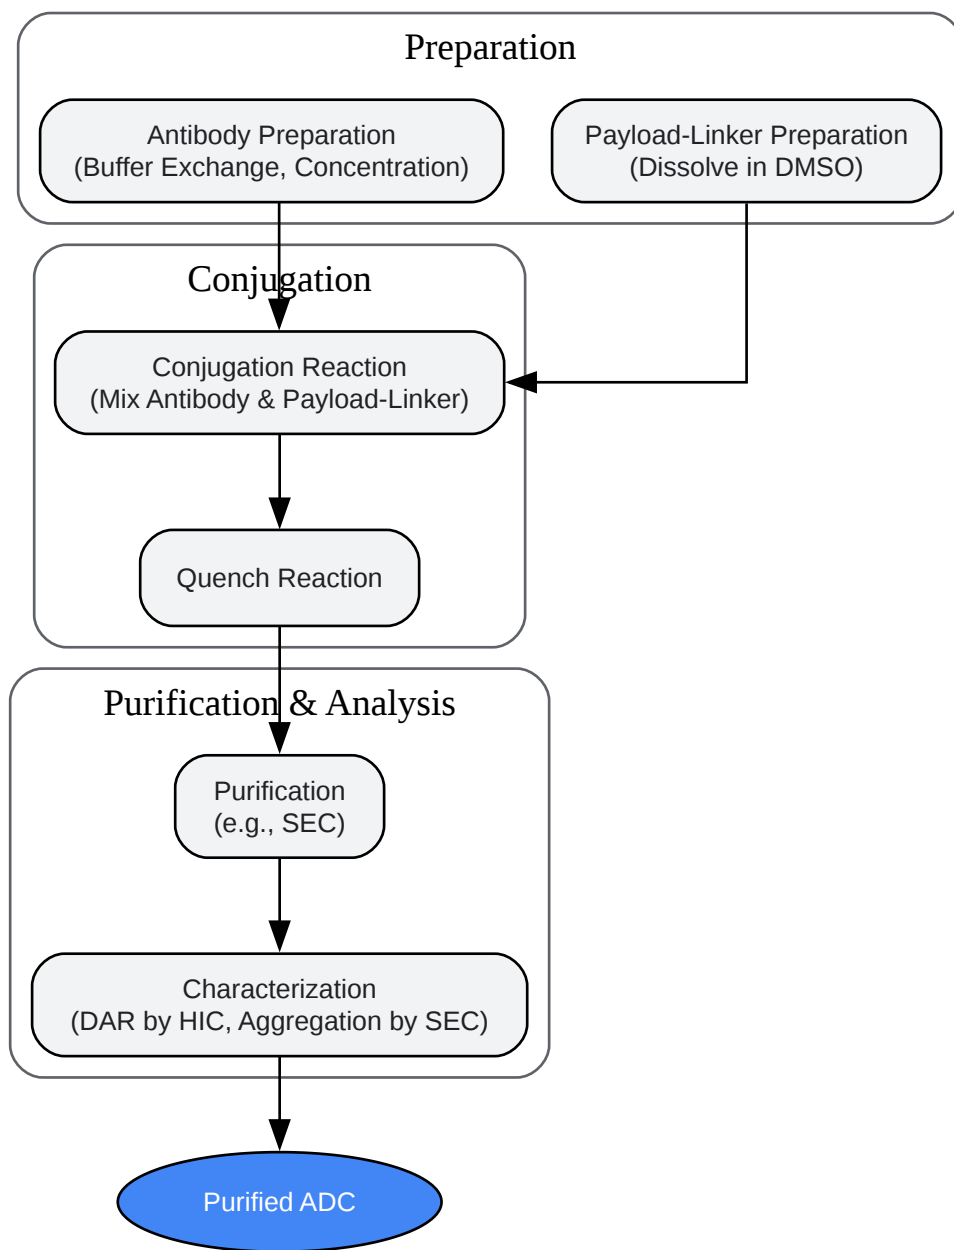 Preparation
Antibody Preparation
(Buffer Exchange, Concentration)
Payload-Linker Preparation
(Dissolve in DMSO)
Conjugation
Conjugation Reaction
(Mix Antibody & Payload-Linker)
Quench Reaction
Purification & Analysis
Purification
(e.g., SEC)
Characterization
(DAR by HIC, Aggregation by SEC)
Purified ADC